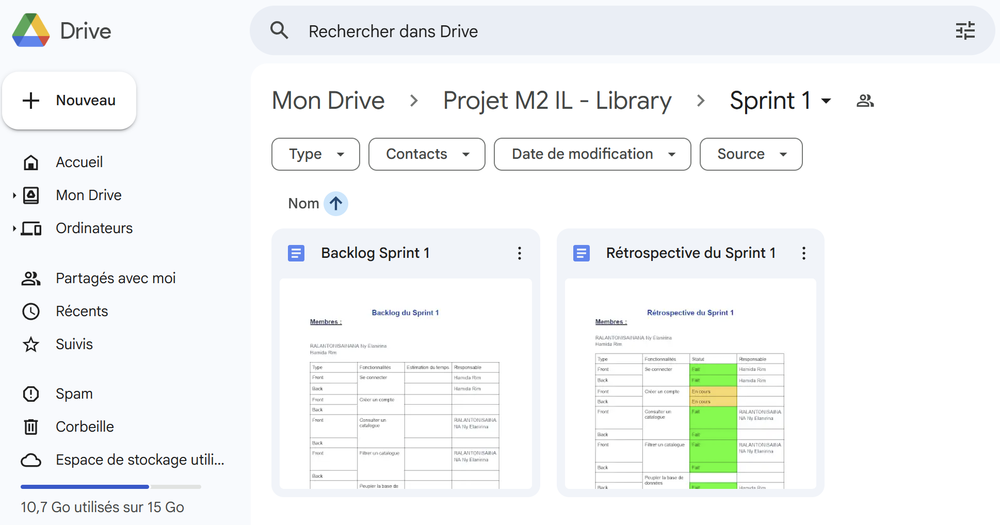 Drive
Rechercher dans Drive
Nouveau
Accueil
Mon Drive
Ordinateurs
Partagés avec moi
Récents
Suivis
Spam
Corbeille
Espace de stockage utili...
10,7 Go utilisés sur 15 Go
Mon Drive > Projet M2 IL - Library > Sprint 1
Type Contacts Date de modification Source
Nom
Backlog Sprint 1
Backlog du Sprint 1
Membres :
RALANTONISAINANA Ny Elanirina
Hamida Rim
Type Fonctionnalités Estimation du temps Responsable
Front Se connecter Hamida Rim
Back Hamida Rim
Front Créer un compte
Back
Front Consulter un RALANTONISAINA
catalogue NA Ny Elanirina
Back
Front Filtrer un catalogue RALANTONISAINA
NA Ny Elanirina
Back
Peupler la base de
Rétrospective du Sprint 1
Rétrospective du Sprint 1
Membres :
RALANTONISAINANA Ny Elanirina
Hamida Rim
Type Fonctionnalités Statut Responsable
Front Se connecter Fait Hamida Rim
Back Fait Hamida Rim
Front Créer un compte En cours
Back En cours
Front Consulter un Fait RALANTONISAINA
catalogue NA Ny Elanirina
Back Fait
Front Filtrer un catalogue Fait RALANTONISAINA
NA Ny Elanirina
Back Fait
Peupler la base de
données
Back Fait Hamida Rim